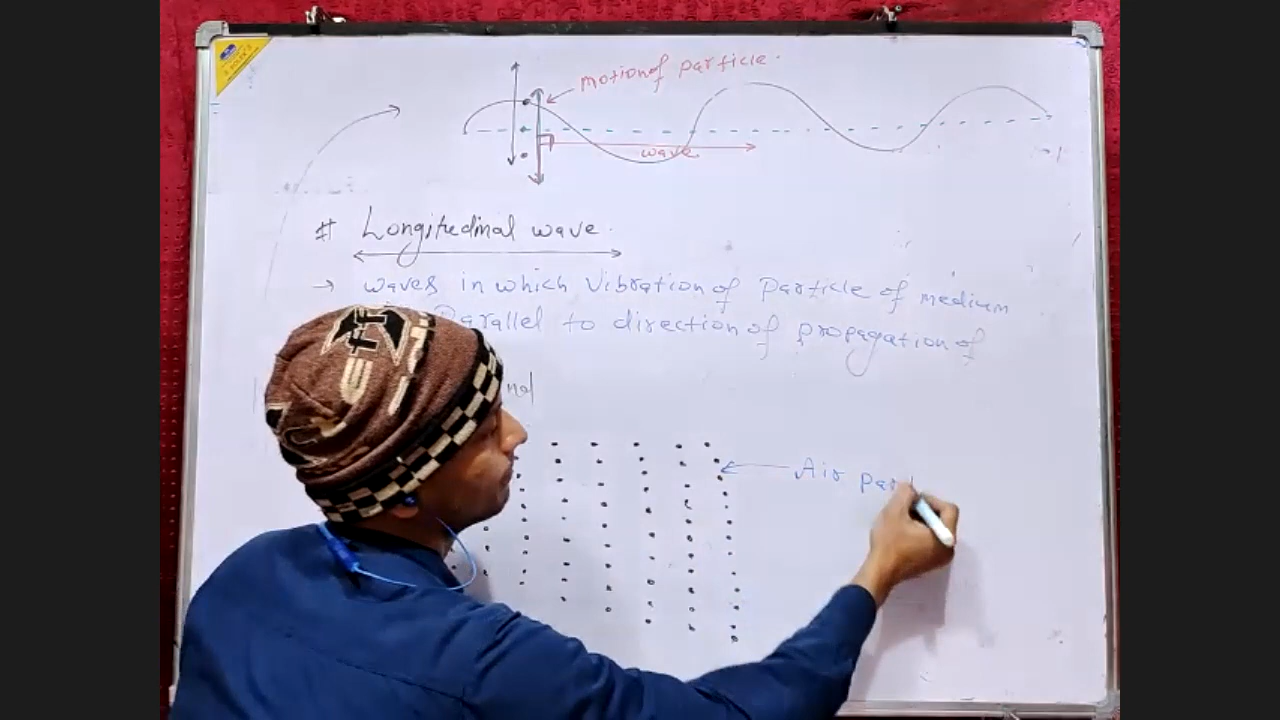 motion of particle.
wave
# Longitudinal wave.
→ waves in which vibration of particle of medium
Parallel to direction of propagation of
Air par